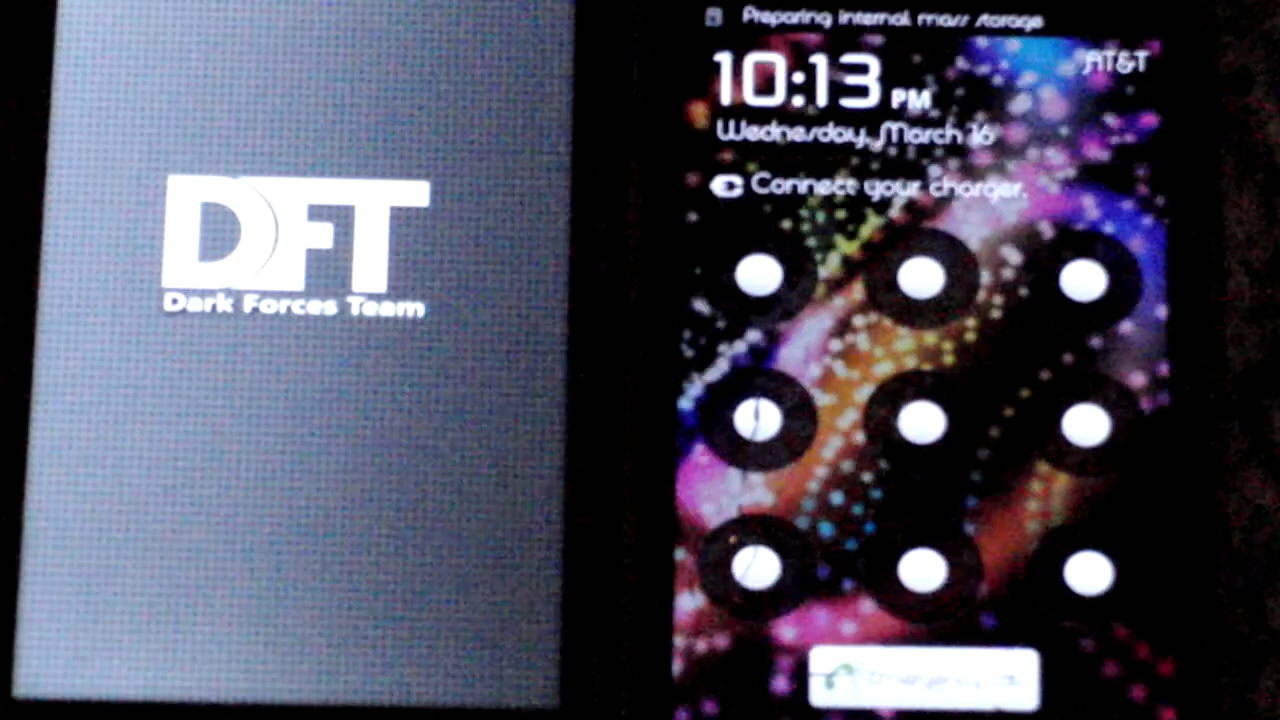 DFT
Dark Forces Team
Preparing internal mass storage
10:13 PM
AT&T
Wednesday, March 16
Connect your charger.